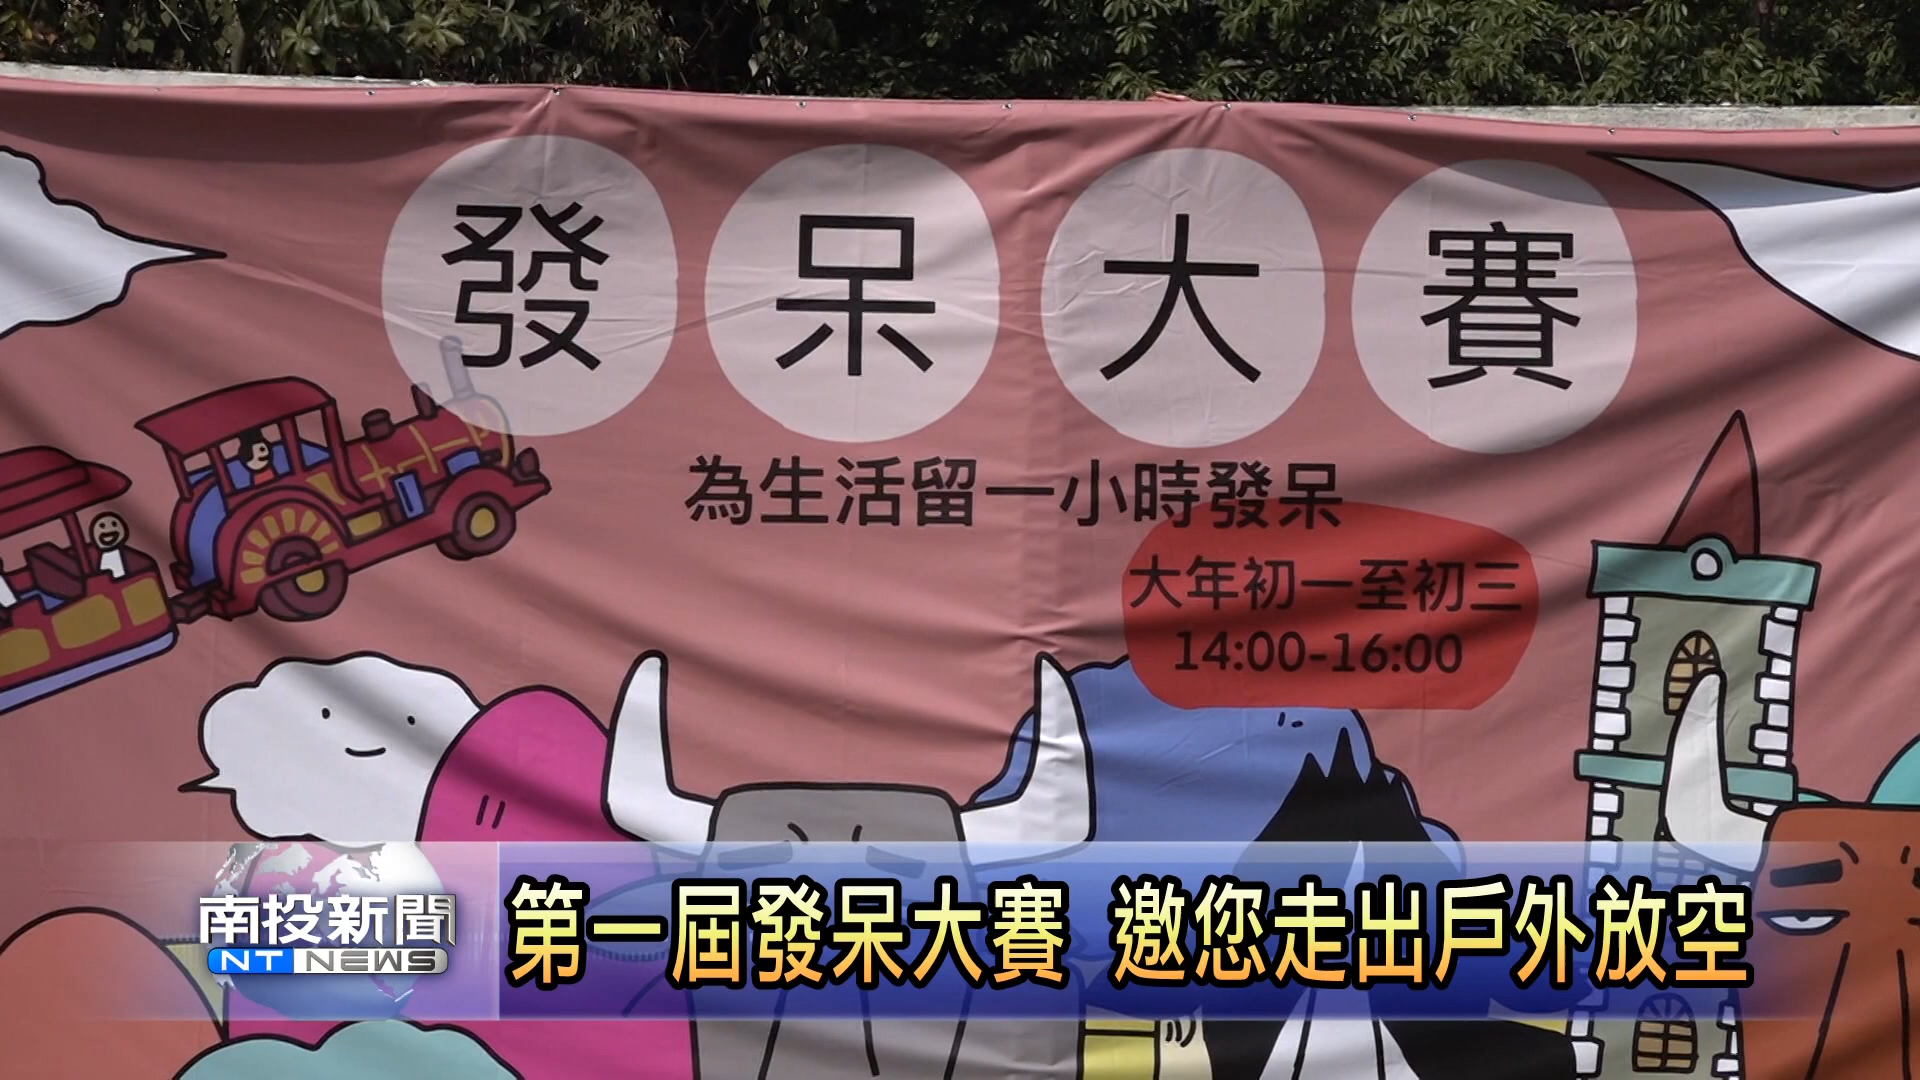 發呆大賽
為生活留一小時發呆
大年初一至初三
14:00-16:00
南投新聞
NT NEWS
第一屆發呆大賽 邀您走出戶外放空